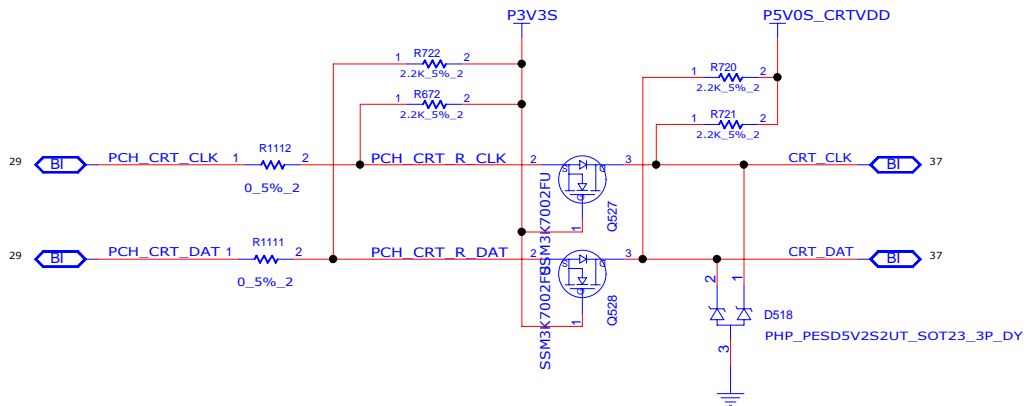 P3V3S
P5V0S_CRTVDD
1 R722 2
2.2K_5%_2
1 R720 2
2.2K_5%_2
1 R672 2
2.2K_5%_2
1 R721 2
2.2K_5%_2
29 BI PCH_CRT_CLK 1 R1112 2 PCH_CRT_R_CLK 2 3 CRT_CLK BI 37
0_5%_2
S D
G
1
SSM3K7002FU
Q527
29 BI PCH_CRT_DAT 1 R1111 2 PCH_CRT_R_DAT 2 3 CRT_DAT BI 37
0_5%_2
S D
G
1
SSM3K7002FU
Q528
2 1
D518
PHP_PESD5V2S2UT_SOT23_3P_DY
3